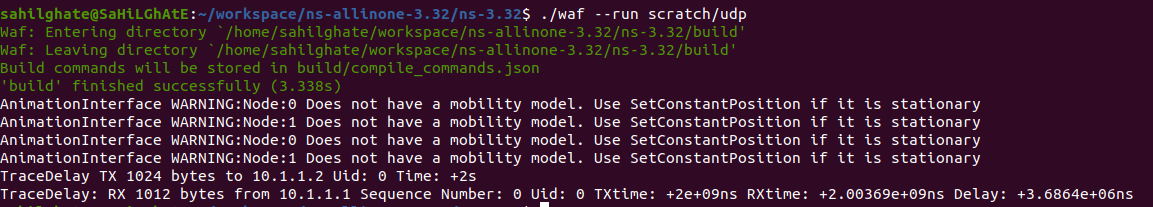 sahilghate@SaHiLGhAtE:~/workspace/ns-allinone-3.32/ns-3.32$ ./waf --run scratch/udp
Waf: Entering directory `/home/sahilghate/workspace/ns-allinone-3.32/ns-3.32/build'
Waf: Leaving directory `/home/sahilghate/workspace/ns-allinone-3.32/ns-3.32/build'
Build commands will be stored in build/compile_commands.json
'build' finished successfully (3.338s)
AnimationInterface WARNING:Node:0 Does not have a mobility model. Use SetConstantPosition if it is stationary
AnimationInterface WARNING:Node:1 Does not have a mobility model. Use SetConstantPosition if it is stationary
AnimationInterface WARNING:Node:0 Does not have a mobility model. Use SetConstantPosition if it is stationary
AnimationInterface WARNING:Node:1 Does not have a mobility model. Use SetConstantPosition if it is stationary
TraceDelay TX 1024 bytes to 10.1.1.2 Uid: 0 Time: +2s
TraceDelay: RX 1012 bytes from 10.1.1.1 Sequence Number: 0 Uid: 0 TXtime: +2e+09ns RXtime: +2.00369e+09ns Delay: +3.6864e+06ns